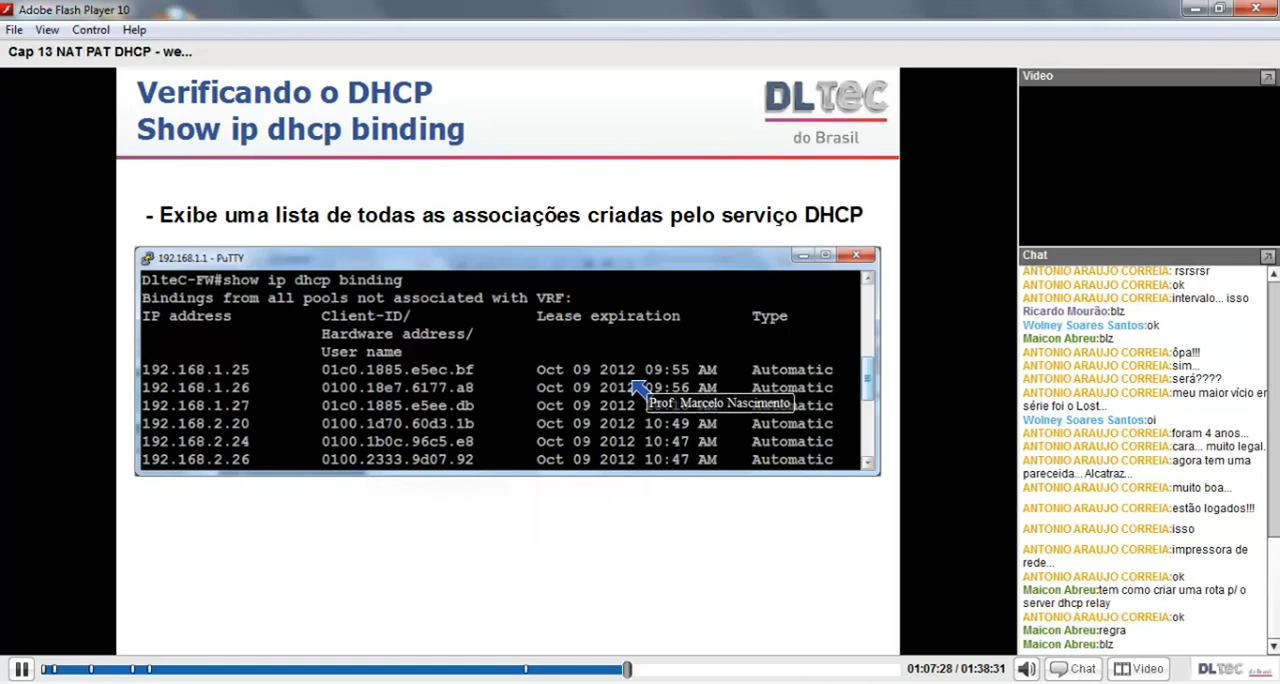 Adobe Flash Player 10
File View Control Help
Cap 13 NAT PAT DHCP - we...
Verificando o DHCP
Show ip dhcp binding
DLTEC
do Brasil
- Exibe uma lista de todas as associações criadas pelo serviço DHCP
192.168.1.1 - PuTTY
DlteC-FW#show ip dhcp binding
Bindings from all pools not associated with VRF:
IP address Client-ID/ Lease expiration Type
Hardware address/
User name
192.168.1.25 01c0.1885.e5ec.bf Oct 09 2012 09:55 AM Automatic
192.168.1.26 0100.18e7.6177.a8 Oct 09 2012 09:56 AM Automatic
Prof. Marcelo Nascimento
192.168.1.27 01c0.1885.e5ee.db Oct 09 2012 AM Automatic
192.168.2.20 0100.1d70.60d3.1b Oct 09 2012 10:49 AM Automatic
192.168.2.24 0100.1b0c.96c5.e8 Oct 09 2012 10:47 AM Automatic
192.168.2.26 0100.2333.9d07.92 Oct 09 2012 10:47 AM Automatic
Video
Chat
ANTONIO ARAUJO CORREIA: rsrsrsr
ANTONIO ARAUJO CORREIA:ok
ANTONIO ARAUJO CORREIA:intervalo... isso
Ricardo Mourão:blz
Wolney Soares Santos:ok
Maicon Abreu:blz
ANTONIO ARAUJO CORREIA:ôpa!!!
ANTONIO ARAUJO CORREIA:sim...
ANTONIO ARAUJO CORREIA:será????
ANTONIO ARAUJO CORREIA:meu maior vício em
série foi o Lost...
Wolney Soares Santos:oi
ANTONIO ARAUJO CORREIA:foram 4 anos...
ANTONIO ARAUJO CORREIA:cara... muito legal.
ANTONIO ARAUJO CORREIA:agora tem uma
pareceida... Alcatraz...
ANTONIO ARAUJO CORREIA:muito boa...
ANTONIO ARAUJO CORREIA:estão logados!!!
ANTONIO ARAUJO CORREIA:isso
ANTONIO ARAUJO CORREIA:impressora de
rede...
ANTONIO ARAUJO CORREIA:ok
Maicon Abreu:tem como criar uma rota p/ o
server dhcp relay
ANTONIO ARAUJO CORREIA:ok
Maicon Abreu:regra
Maicon Abreu:blz
01:07:28 / 01:38:31
Chat
Video
DLTEC
do Brasil